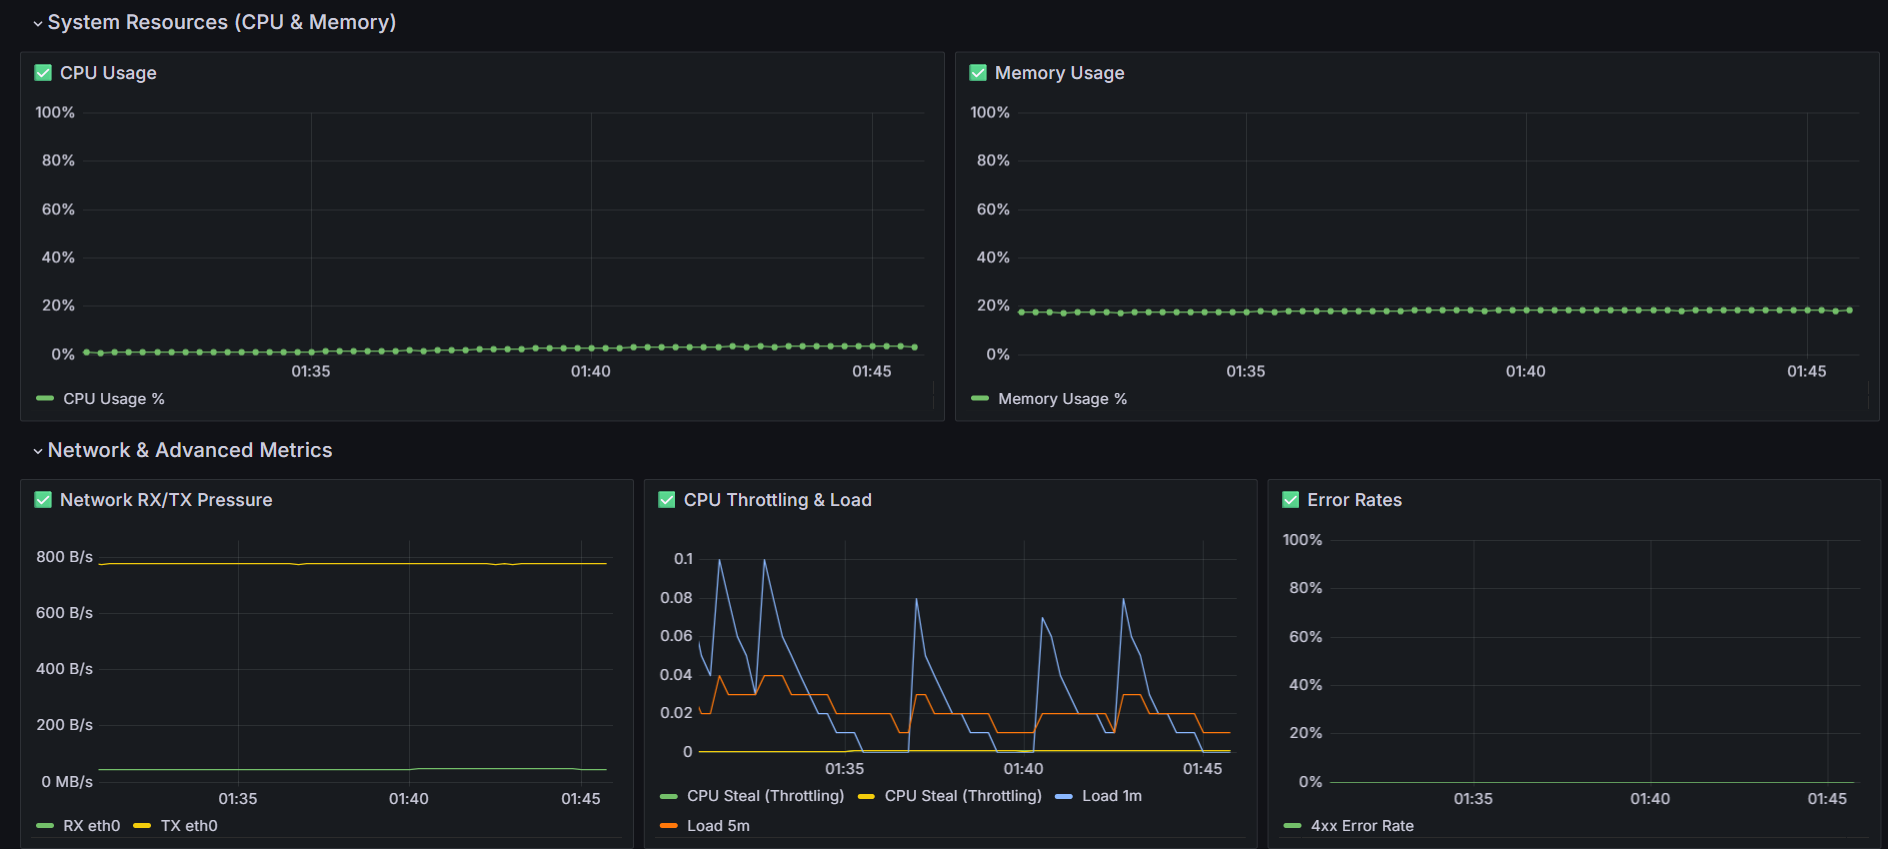 System Resources (CPU & Memory)
✅ CPU Usage
100%
80%
60%
40%
20%
0%
01:35 01:40 01:45
CPU Usage %
✅ Memory Usage
100%
80%
60%
40%
20%
0%
01:35 01:40 01:45
Memory Usage %
Network & Advanced Metrics
✅ Network RX/TX Pressure
800 B/s
600 B/s
400 B/s
200 B/s
0 MB/s
01:35 01:40 01:45
RX eth0 TX eth0
✅ CPU Throttling & Load
0.1
0.08
0.06
0.04
0.02
0
01:35 01:40 01:45
CPU Steal (Throttling) CPU Steal (Throttling) Load 1m
Load 5m
✅ Error Rates
100%
80%
60%
40%
20%
0%
01:35 01:40 01:45
4xx Error Rate